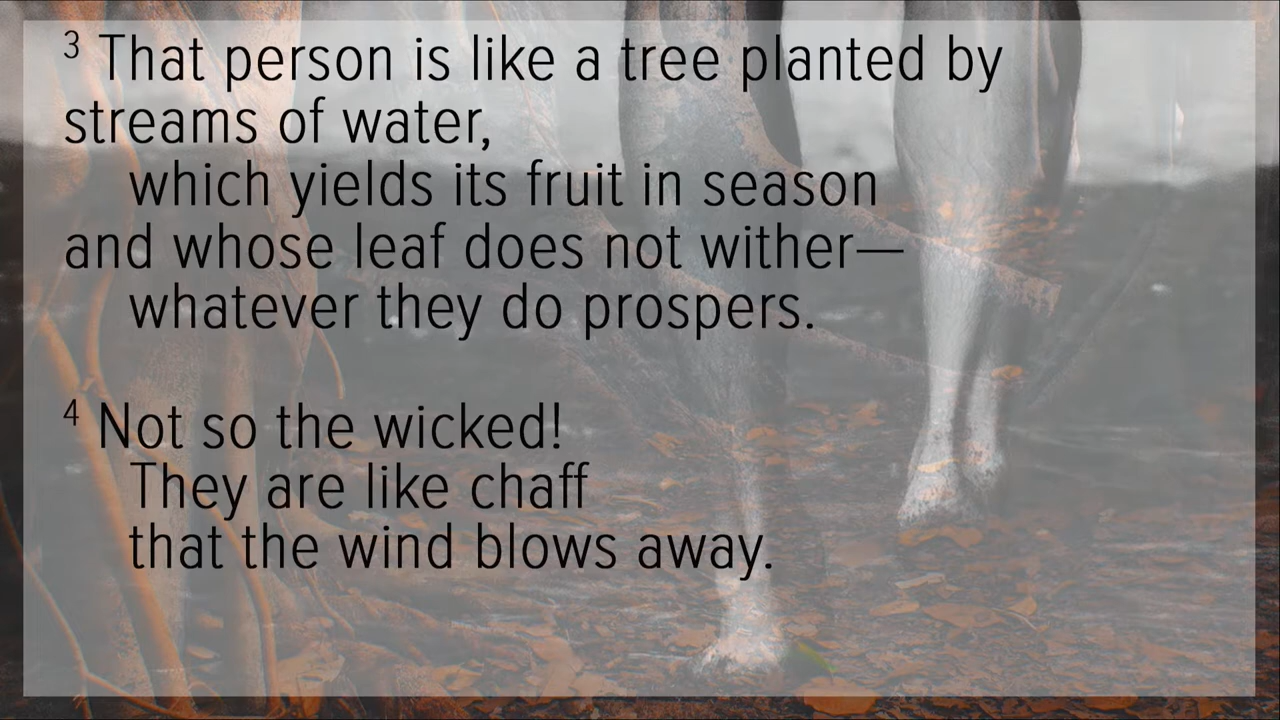 3 That person is like a tree planted by
streams of water,
which yields its fruit in season
and whose leaf does not wither—
whatever they do prospers.
4 Not so the wicked!
They are like chaff
that the wind blows away.